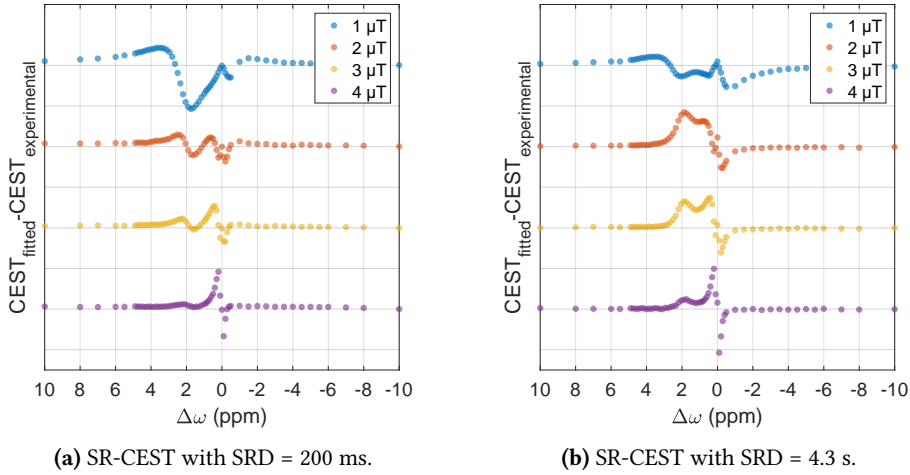 1 µT
2 µT
3 µT
4 µT
CEST_fitted-CEST_experimental
10 8 6 4 2 0 -2 -4 -6 -8 -10
Δω (ppm)
(a) SR-CEST with SRD = 200 ms.
1 µT
2 µT
3 µT
4 µT
CEST_fitted-CEST_experimental
10 8 6 4 2 0 -2 -4 -6 -8 -10
Δω (ppm)
(b) SR-CEST with SRD = 4.3 s.